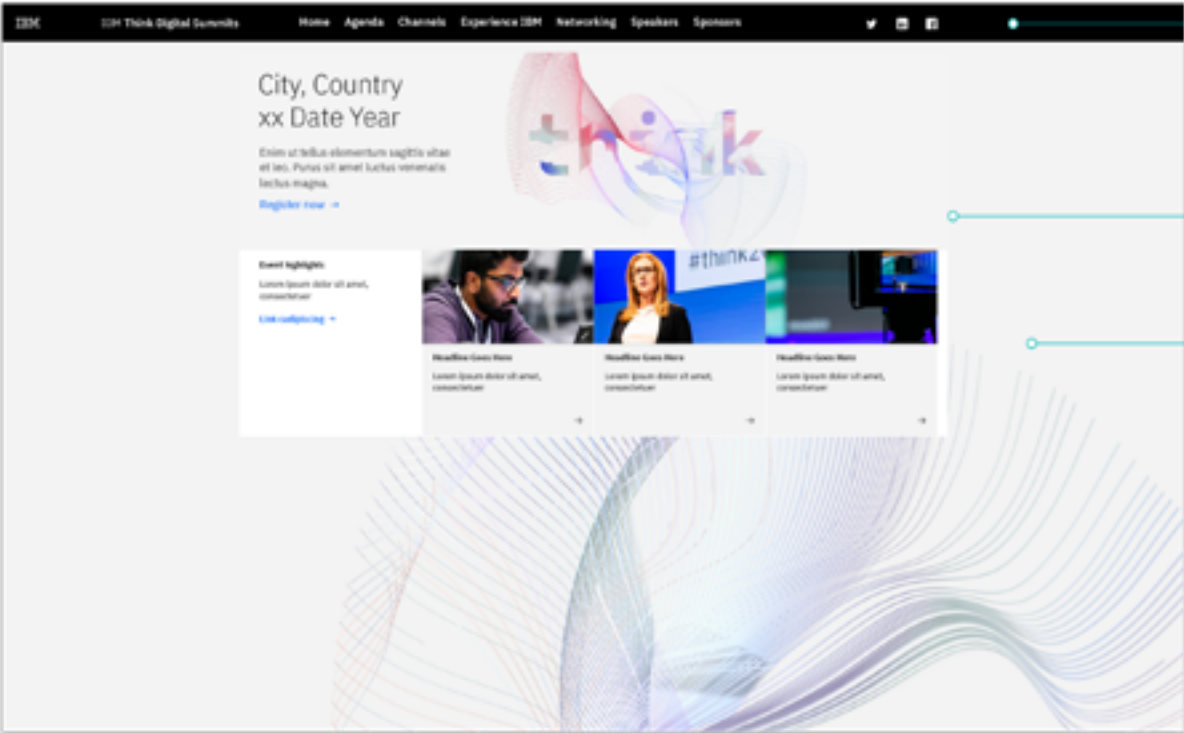 IBM
IBM Think Digital Summits
Home Agenda Channels Experience IBM Networking Speakers Sponsors
City, Country
xx Date Year
Enim ut tellus elementum sagittis vitae
et leo. Purus sit amet luctus venenatis
lectus magna.
Register now →
think
Event highlights
Lorem ipsum dolor sit amet,
consectetuer
Link sadipscing →
#think2
Headline Goes Here
Lorem ipsum dolor sit amet,
consectetuer
→
Headline Goes Here
Lorem ipsum dolor sit amet,
consectetuer
→
Headline Goes Here
Lorem ipsum dolor sit amet,
consectetuer
→